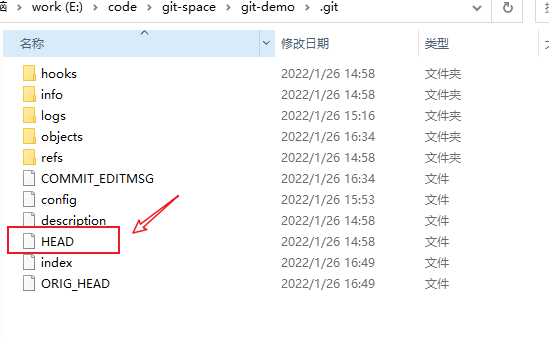 work (E:) > code > git-space > git-demo > .git
名称 修改日期 类型
hooks 2022/1/26 14:58 文件夹
info 2022/1/26 14:58 文件夹
logs 2022/1/26 15:16 文件夹
objects 2022/1/26 16:34 文件夹
refs 2022/1/26 14:58 文件夹
COMMIT_EDITMSG 2022/1/26 16:34 文件
config 2022/1/26 15:53 文件
description 2022/1/26 14:58 文件
HEAD 2022/1/26 14:58 文件
index 2022/1/26 16:49 文件
ORIG_HEAD 2022/1/26 16:49 文件